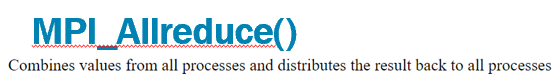 MPI_Allreduce()
Combines values from all processes and distributes the result back to all processes